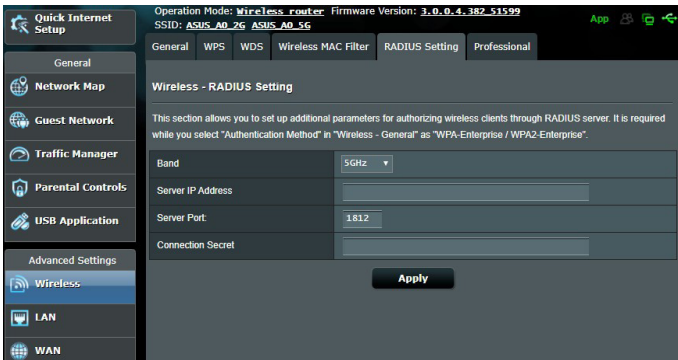 Quick Internet
Setup
Operation Mode: Wireless router Firmware Version: 3.0.0.4.382_51599
SSID: ASUS_A0_2G ASUS_A0_5G
App
General WPS WDS Wireless MAC Filter RADIUS Setting Professional
General
Network Map
Guest Network
Traffic Manager
Parental Controls
USB Application
Advanced Settings
Wireless
LAN
WAN
Wireless - RADIUS Setting
This section allows you to set up additional parameters for authorizing wireless clients through RADIUS server. It is required
while you select "Authentication Method" in "Wireless - General" as "WPA-Enterprise / WPA2-Enterprise".
Band 5GHz
Server IP Address
Server Port: 1812
Connection Secret
Apply